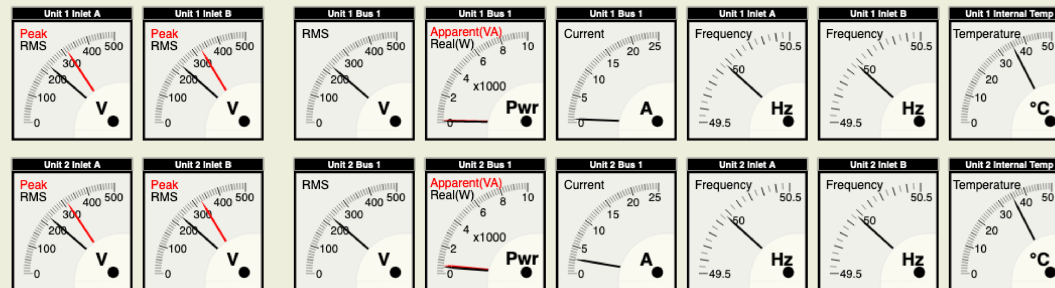 Unit 1 Inlet A
Peak
RMS
0
100
200
300
400
500
V
Unit 1 Inlet B
Peak
RMS
0
100
200
300
400
500
V
Unit 1 Bus 1
RMS
0
100
200
300
400
500
V
Unit 1 Bus 1
Apparent(VA)
Real(W)
0
2
4
6
8
10
x1000
Pwr
Unit 1 Bus 1
Current
0
5
10
15
20
25
A
Unit 1 Inlet A
Frequency
49.5
50
50.5
Hz
Unit 1 Inlet B
Frequency
49.5
50
50.5
Hz
Unit 1 Internal Temp
Temperature
0
10
20
30
40
50
°C
Unit 2 Inlet A
Peak
RMS
0
100
200
300
400
500
V
Unit 2 Inlet B
Peak
RMS
0
100
200
300
400
500
V
Unit 2 Bus 1
RMS
0
100
200
300
400
500
V
Unit 2 Bus 1
Apparent(VA)
Real(W)
0
2
4
6
8
10
x1000
Pwr
Unit 2 Bus 1
Current
0
5
10
15
20
25
A
Unit 2 Inlet A
Frequency
49.5
50
50.5
Hz
Unit 2 Inlet B
Frequency
49.5
50
50.5
Hz
Unit 2 Internal Temp
Temperature
0
10
20
30
40
50
°C